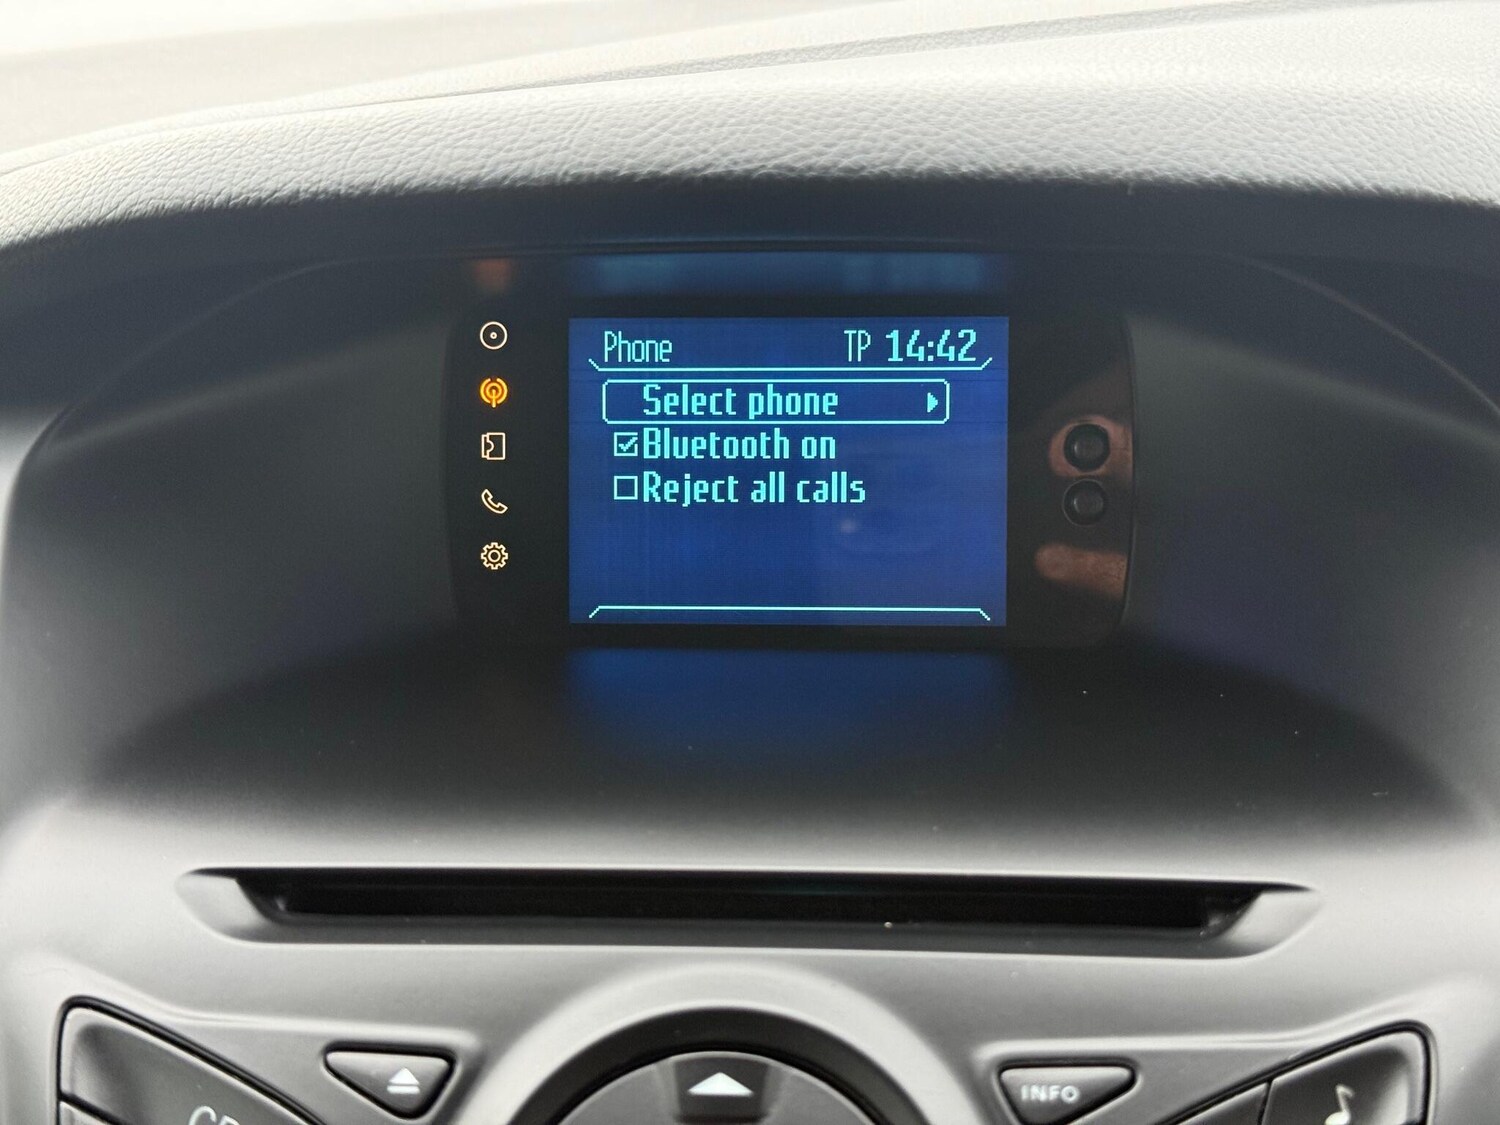 Phone TP 14:42
Select phone
Bluetooth on
Reject all calls
INFO